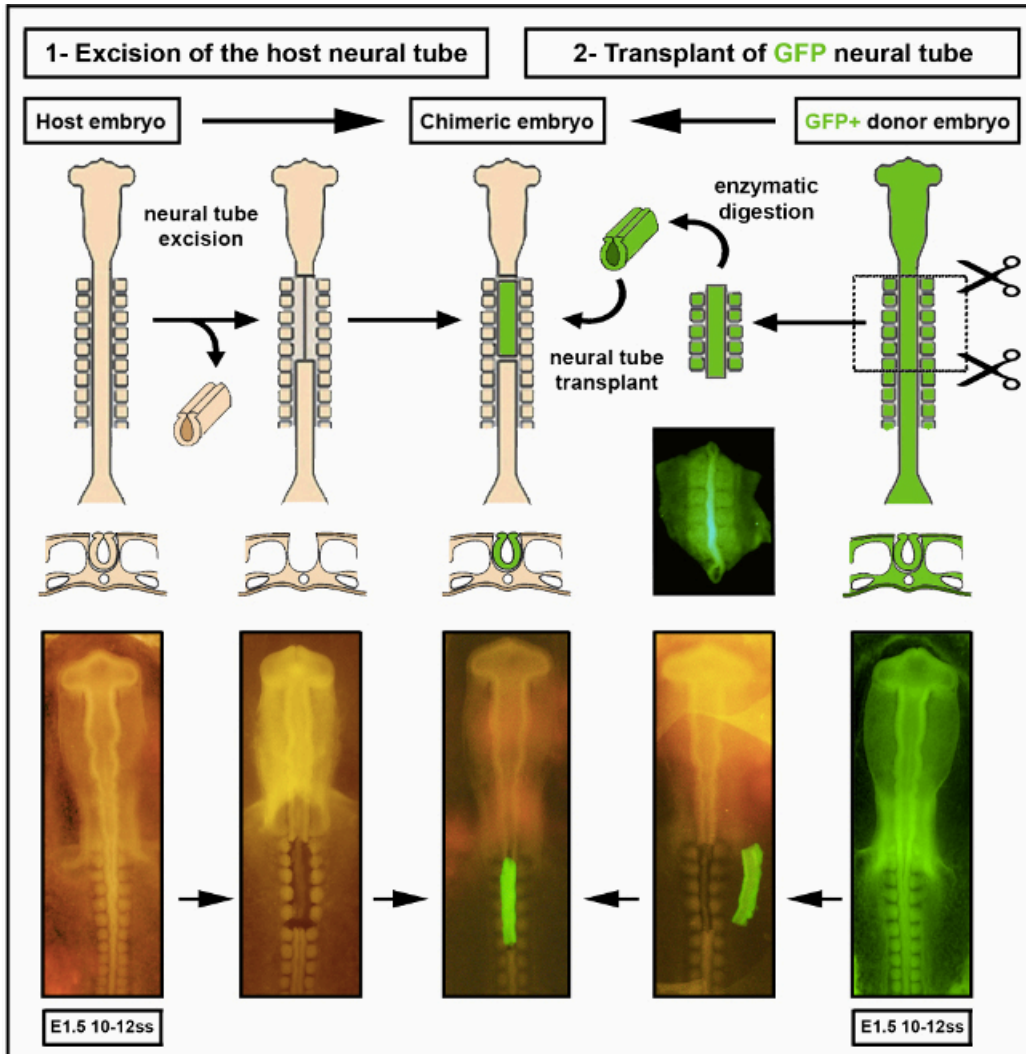 1- Excision of the host neural tube
2- Transplant of GFP neural tube
Host embryo
Chimeric embryo
GFP+ donor embryo
neural tube
excision
enzymatic
digestion
neural tube
transplant
E1.5 10-12ss
E1.5 10-12ss